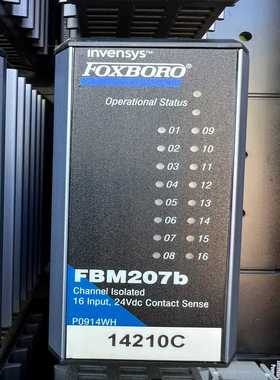 invensys™
FOXBORO®
Operational Status
01 09
02 10
03 11
04 12
05 13
06 14
07 15
08 16
FBM207b
Channel Isolated
16 Input, 24Vdc Contact Sense
P0914WH
14210C